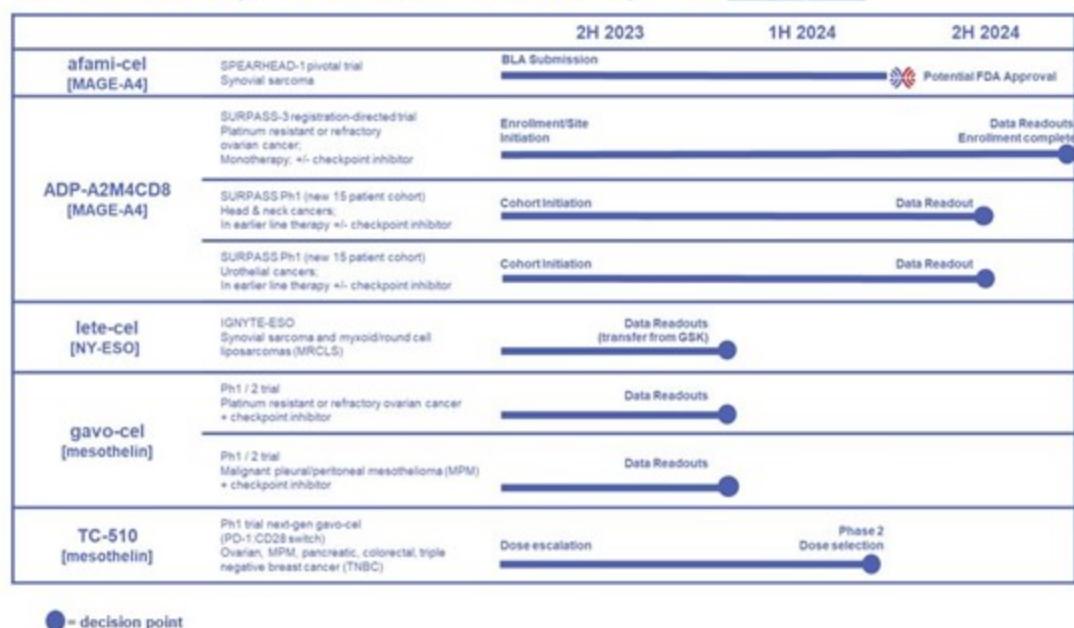 2H 2023 1H 2024 2H 2024
afami-cel
[MAGE-A4]
SPEARHEAD-1 pivotal trial
Synovial sarcoma
BLA Submission
Potential FDA Approval
ADP-A2M4CD8
[MAGE-A4]
SURPASS-3 registration-directed trial
Platinum resistant or refractory
ovarian cancer;
Monotherapy; +/- checkpoint inhibitor
Enrollment/Site
Initiation
Data Readouts
Enrollment complete
SURPASS Ph1 (new 15 patient cohort)
Head & neck cancers;
In earlier line therapy +/- checkpoint inhibitor
Cohort Initiation
Data Readout
SURPASS Ph1 (new 15 patient cohort)
Urothelial cancers;
In earlier line therapy +/- checkpoint inhibitor
Cohort Initiation
Data Readout
lete-cel
[NY-ESO]
IGNYTE-ESO
Synovial sarcoma and myxoid/round cell
liposarcomas (MRCLS)
Data Readouts
(transfer from GSK)
gavo-cel
[mesothelin]
Ph1 / 2 trial
Platinum resistant or refractory ovarian cancer
+ checkpoint inhibitor
Data Readouts
Ph1 / 2 trial
Malignant pleural/peritoneal mesothelioma (MPM)
+ checkpoint inhibitor
Data Readouts
TC-510
[mesothelin]
Ph1 trial next-gen gavo-cel
(PD-1:CD28 switch)
Ovarian, MPM, pancreatic, colorectal, triple
negative breast cancer (TNBC)
Dose escalation
Phase 2
Dose selection
= decision point